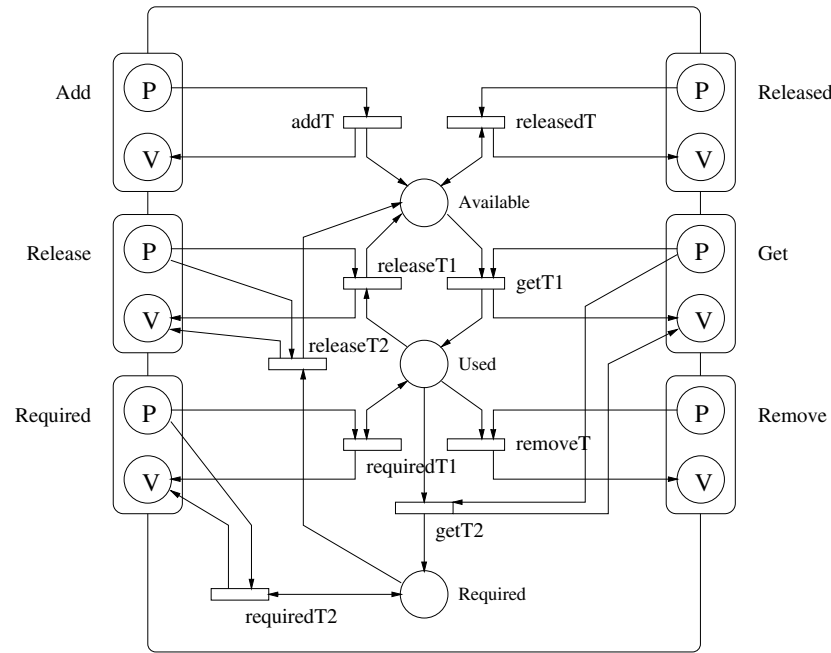 Add
P
V
addT
P
Released
releasedT
V
Available
Release
P
V
releaseT1
getT1
P
Get
V
releaseT2
Used
Required
P
V
requiredT1
removeT
P
Remove
V
getT2
Required
requiredT2